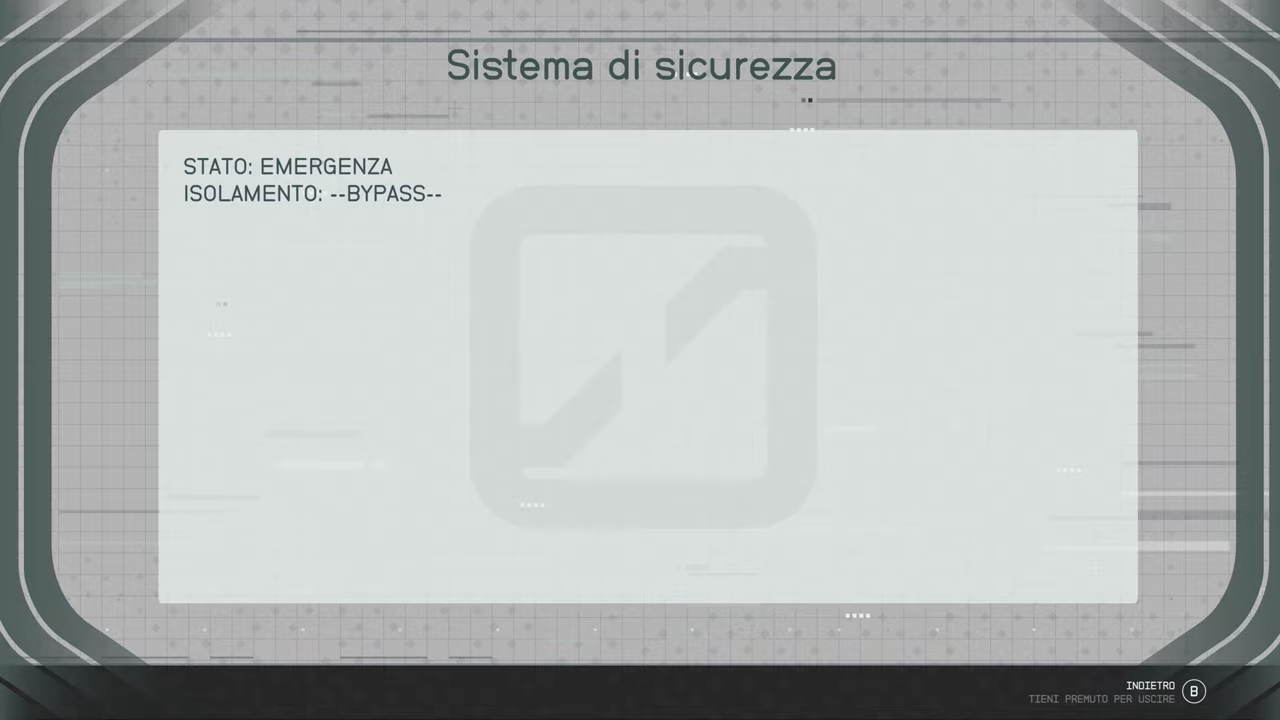 Sistema di sicurezza
STATO: EMERGENZA
ISOLAMENTO: --BYPASS--
INDIETRO
TIENI PREMUTO PER USCIRE
B